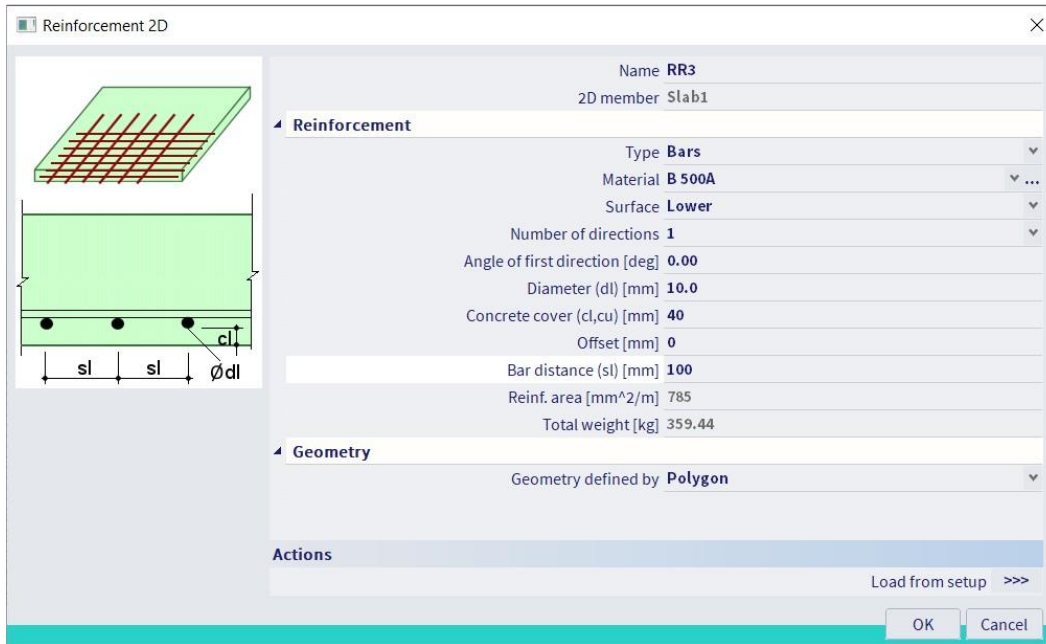 Reinforcement 2D
Name RR3
2D member Slab1
Reinforcement
Type Bars
Material B 500A ...
Surface Lower
Number of directions 1
Angle of first direction [deg] 0.00
Diameter (dl) [mm] 10.0
Concrete cover (cl,cu) [mm] 40
Offset [mm] 0
Bar distance (sl) [mm] 100
Reinf. area [mm^2/m] 785
Total weight [kg] 359.44
Geometry
Geometry defined by Polygon
cl
sl sl Ødl
Actions
Load from setup >>>
OK Cancel